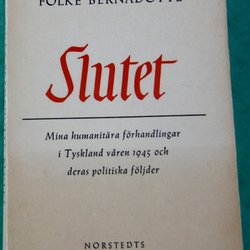 FOLKE BERNADOTTE
Slutet
Mina humanitära förhandlingar
i Tyskland våren 1945 och
deras politiska följder
NORSTEDTS